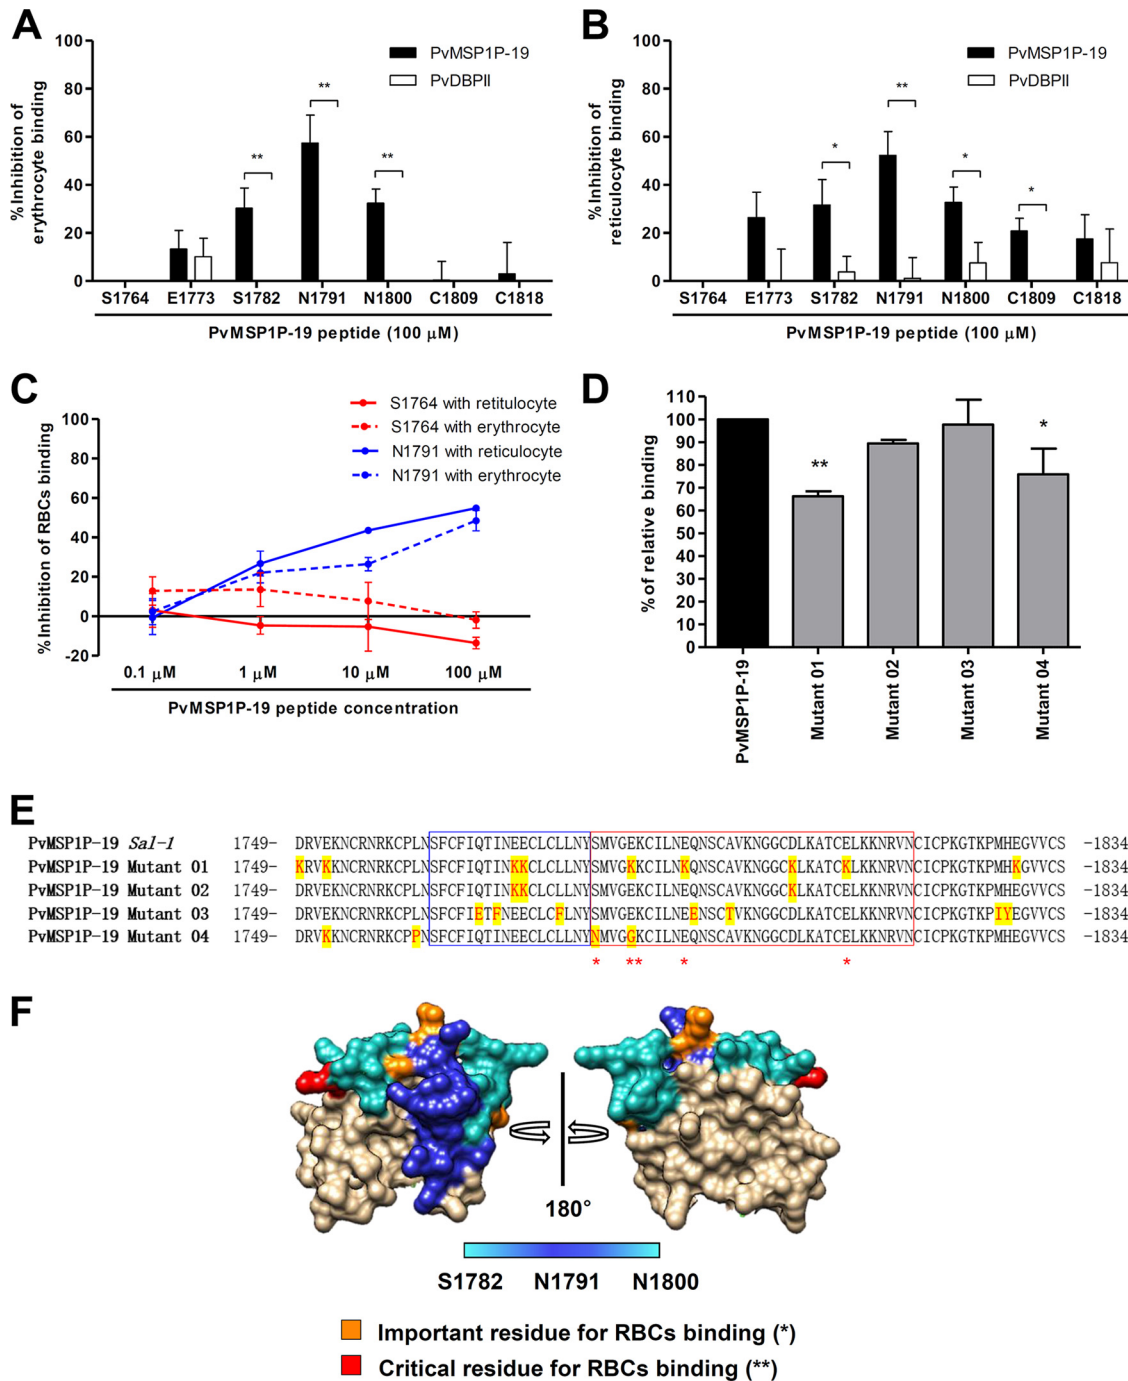 A
100
80
60
40
20
0
%Inhibition of
erythrocyte binding
PvMSP1P-19
PvDBPII
**
**
**
S1764 E1773 S1782 N1791 N1800 C1809 C1818
PvMSP1P-19 peptide (100 μM)
B
100
80
60
40
20
0
%Inhibition of
reticulocyte binding
PvMSP1P-19
PvDBPII
*
**
*
*
S1764 E1773 S1782 N1791 N1800 C1809 C1818
PvMSP1P-19 peptide (100 μM)
C
100
80
60
40
20
0
-20
%Inhibition of RBCs binding
S1764 with retitulocyte
S1764 with erythrocyte
N1791 with reticulocyte
N1791 with erythrocyte
0.1 μM 1 μM 10 μM 100 μM
PvMSP1P-19 peptide concentration
D
110
100
90
80
70
60
50
40
30
20
10
0
% of relative binding
**
*
PvMSP1P-19
Mutant 01
Mutant 02
Mutant 03
Mutant 04
E
PvMSP1P-19 Sal-1 1749- DRVEKNCRNRKCPLNSFCFIQTINEECLCLLNYSMVGEKCILNEQNSCAVKNGGCDLKATCELKKNRVNCICPKGTKPMHEGVVCS -1834
PvMSP1P-19 Mutant 01 1749- KRVKKNCRNRKCPLNSFCFIQTINKKCLCLLNYSMVGKKCILNKQNSCAVKNGGCKLKATCKLKKNRVNCICPKGTKPMHKGVVCS -1834
PvMSP1P-19 Mutant 02 1749- DRVEKNCRNRKCPLNSFCFIQTINKKCLCLLNYSMVGEKCILNEQNSCAVKNGGCKLKATCELKKNRVNCICPKGTKPMHEGVVCS -1834
PvMSP1P-19 Mutant 03 1749- DRVEKNCRNRKCPLNSFCFIETFNEECLCFLNYSMVGEKCILNEENSCTVKNGGCDLKATCELKKNRVNCICPKGTKPIYEGVVCS -1834
PvMSP1P-19 Mutant 04 1749- DRVKKNCRNRKCPPNSFCFIQTINEECLCLLNYNMVGGKCILNEQNSCAVKNGGCDLKATCELKKNRVNCICPKGTKPMHEGVVCS -1834
* ** * *
F
180°
S1782 N1791 N1800
Important residue for RBCs binding (*)
Critical residue for RBCs binding (**)